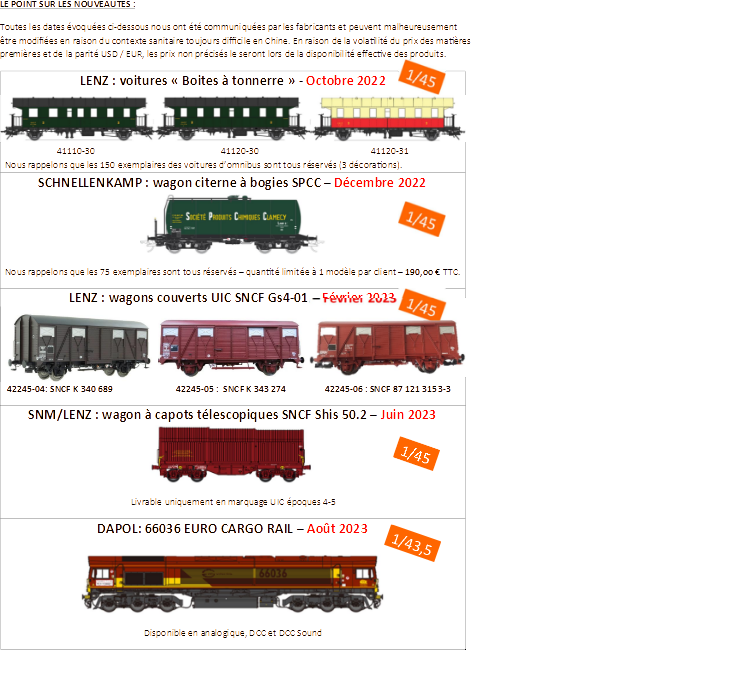 LE POINT SUR LES NOUVEAUTES :
Toutes les dates évoquées ci-dessous nous ont été communiquées par les fabricants et peuvent malheureusement
être modifiées en raison du contexte sanitaire toujours difficile en Chine. En raison de la volatilité du prix des matières
premières et de la parité USD / EUR, les prix non précisés le seront lors de la disponibilité effective des produits.
LENZ : voitures « Boites à tonnerre » - Octobre 2022
1/45
41110-30 41120-30 41120-31
Nous rappelons que les 150 exemplaires des voitures d'omnibus sont tous réservés (3 décorations).
SCHNELLENKAMP : wagon citerne à bogies SPCC – Décembre 2022
1/45
SOCIÉTÉ PRODUITS CHIMIQUES CLAMECY
Nous rappelons que les 75 exemplaires sont tous réservés – quantité limitée à 1 modèle par client – 190,00 € TTC.
LENZ : wagons couverts UIC SNCF Gs4-01 – Février 2023
1/45
42245-04: SNCF K 340 689 42245-05 : SNCF K 343 274 42245-06 : SNCF 87 121 3153-3
SNM/LENZ : wagon à capots télescopiques SNCF Shis 50.2 – Juin 2023
1/45
Livrable uniquement en marquage UIC époques 4-5
DAPOL: 66036 EURO CARGO RAIL – Août 2023
1/43,5
66036
Disponible en analogique, DCC et DCC Sound